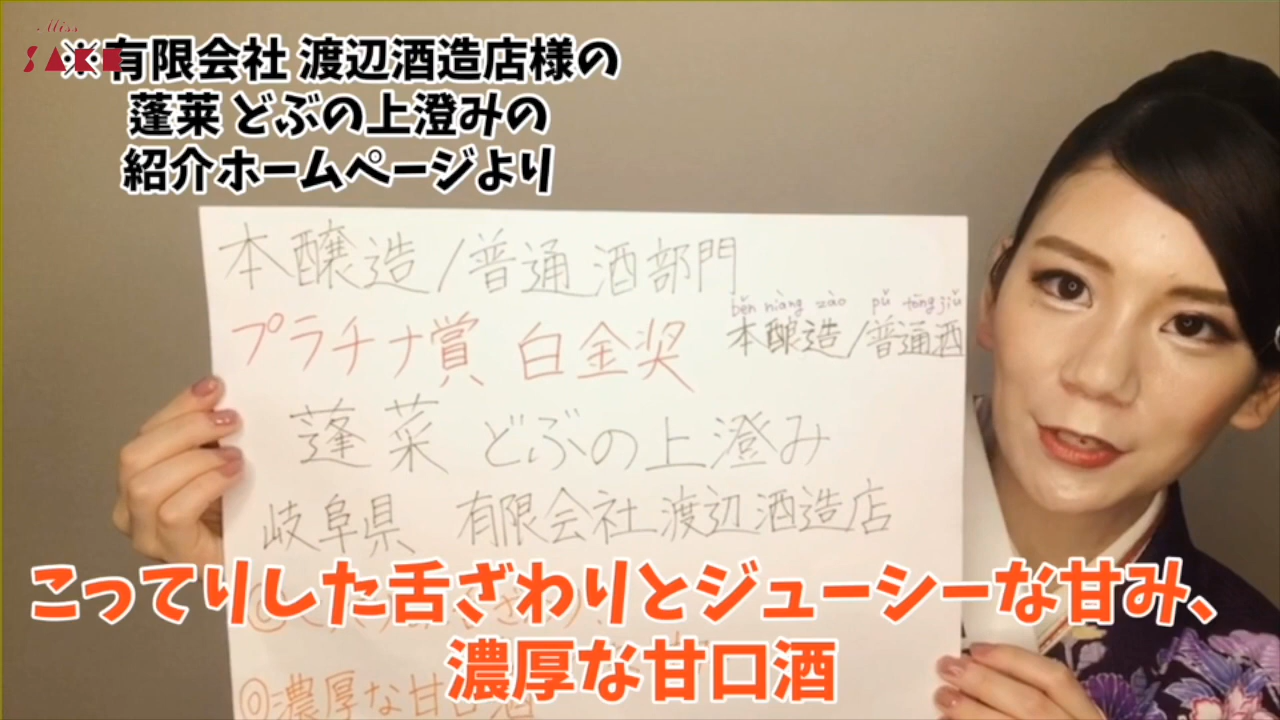 Miss
SAKE
※有限会社 渡辺酒造店様の
蓬莱 どぶの上澄みの
紹介ホームページより
本醸造/普通酒部門
běn niàng zào pǔ tōng jiǔ
プラチナ賞 白金奖
本酿造/普通酒
蓬莱 どぶの上澄み
岐阜県 有限会社渡辺酒造店
こってりした舌ざわりとジューシーな甘み、
濃厚な甘口酒
◎濃厚な甘口酒